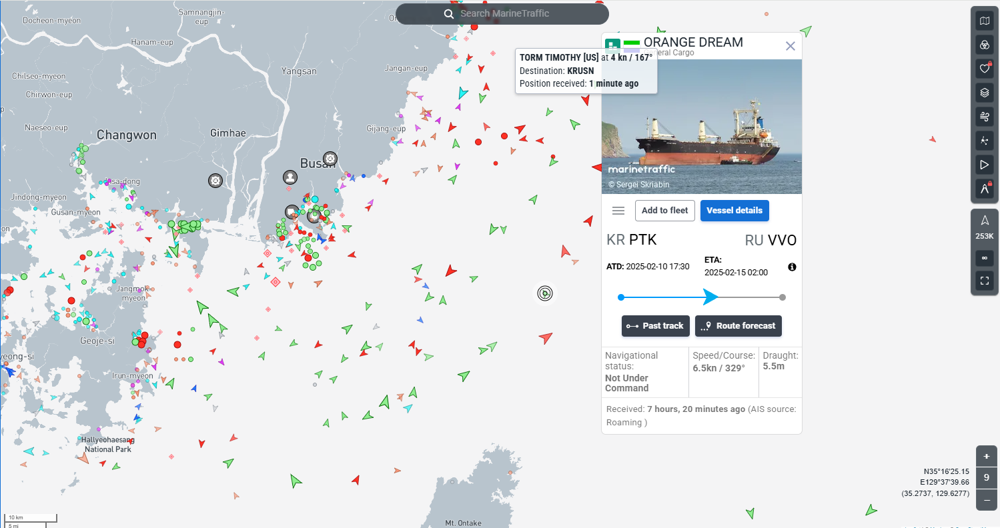 Docheon-myeon
Samnangjin-
eup
Search MarineTraffic
Hanam-eup
Yangsan
Jangan-eup
Chilseo-myeon
Chirwon-eup
Naeseo-eup
Changwon
Gimhae
Gijang-eup
Busan
Jinsa-dong
Jindong-myeon
Gusan-myeon
on
Jangmok-
myeon
Geoje-si
yeong-si
Irun-myeon
Hallyeohaesang
National Park
Mt. Ontake
10 km
5 mi
TORM TIMOTHY [US] at 4 kn / 167°
Destination: KRUSN
Position received: 1 minute ago
ORANGE DREAM
General Cargo
marinetraffic
© Sergei Skriabin
Add to fleet
Vessel details
KR PTK
RU VVO
ATD: 2025-02-10 17:30
ETA:
2025-02-15 02:00
Past track
Route forecast
Navigational
status:
Not Under
Command
Speed/Course:
6.5kn / 329°
Draught:
5.5m
Received: 7 hours, 20 minutes ago (AIS source:
Roaming )
253K
N35°16'25.15
E129°37'39.66
(35.2737, 129.6277)
+
9
−